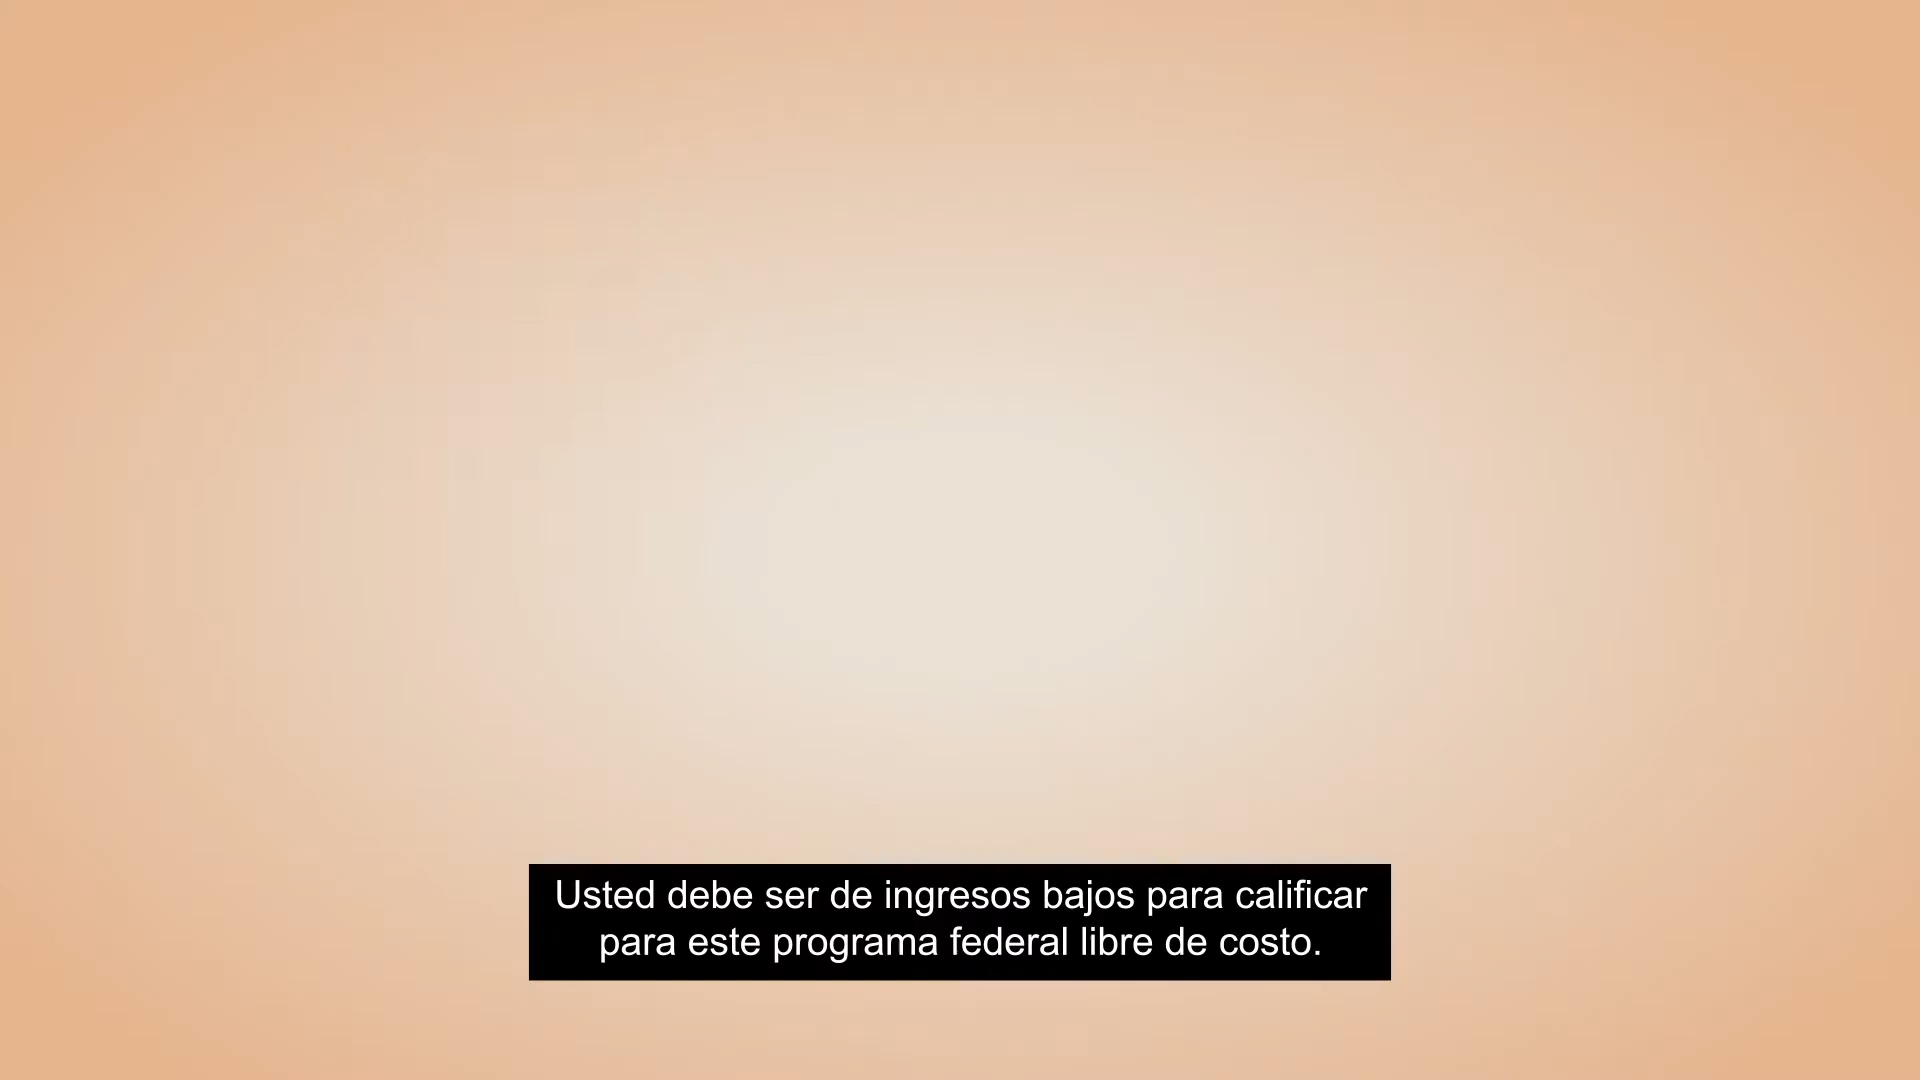 Usted debe ser de ingresos bajos para calificar
para este programa federal libre de costo.